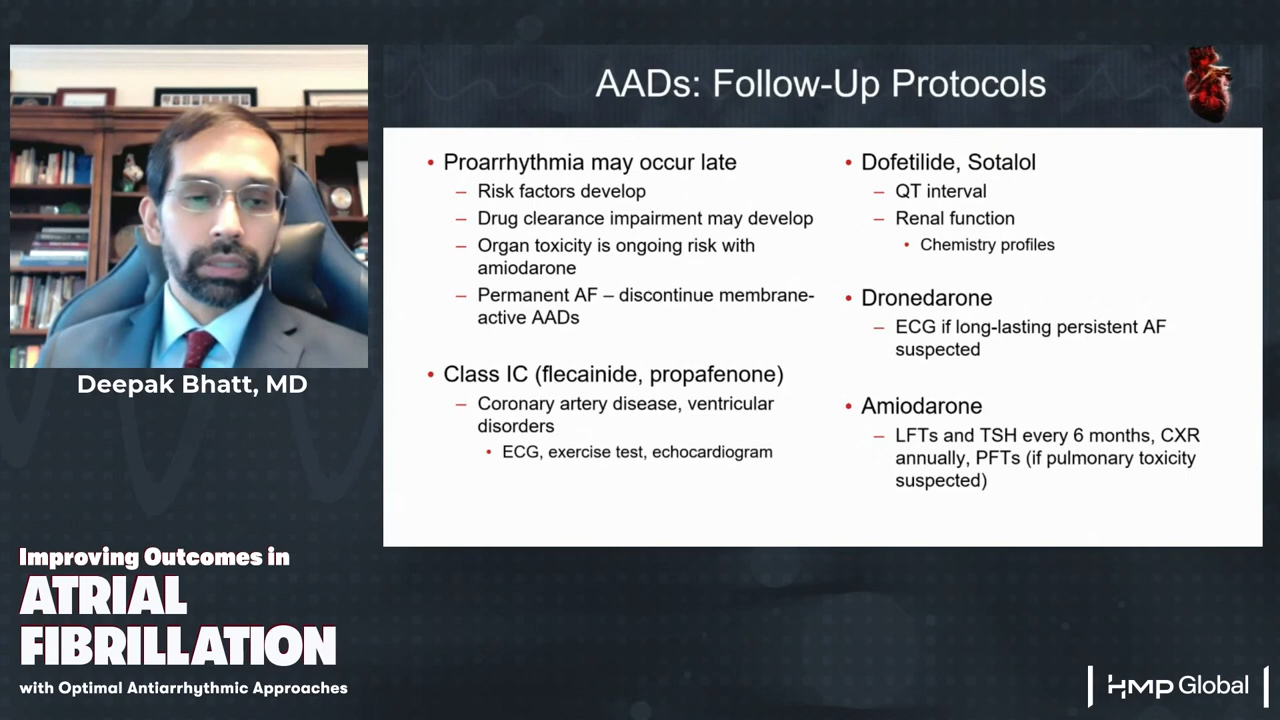 AADs: Follow-Up Protocols
• Proarrhythmia may occur late
– Risk factors develop
– Drug clearance impairment may develop
– Organ toxicity is ongoing risk with
amiodarone
– Permanent AF – discontinue membrane-
active AADs
• Class IC (flecainide, propafenone)
– Coronary artery disease, ventricular
disorders
• ECG, exercise test, echocardiogram
• Dofetilide, Sotalol
– QT interval
– Renal function
• Chemistry profiles
• Dronedarone
– ECG if long-lasting persistent AF
suspected
• Amiodarone
– LFTs and TSH every 6 months, CXR
annually, PFTs (if pulmonary toxicity
suspected)
Deepak Bhatt, MD
Improving Outcomes in
ATRIAL
FIBRILLATION
with Optimal Antiarrhythmic Approaches
HMP Global